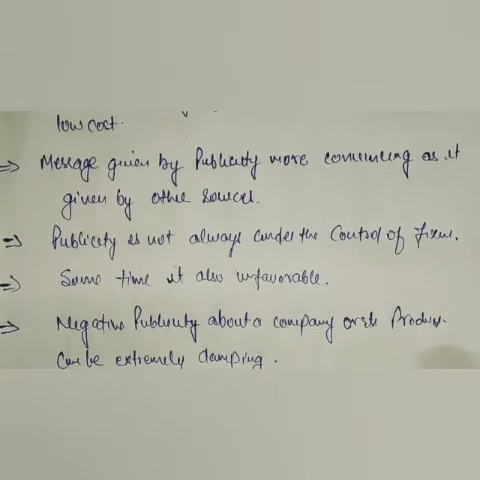 low cost.
⇒ Message given by Publicity more convincing as it
given by other sources.
⇒ Publicity is not always under the Control of firm.
⇒ Some time it also unfavorable.
⇒ Negative Publicity about a company or its Product
Can be extremely damping.